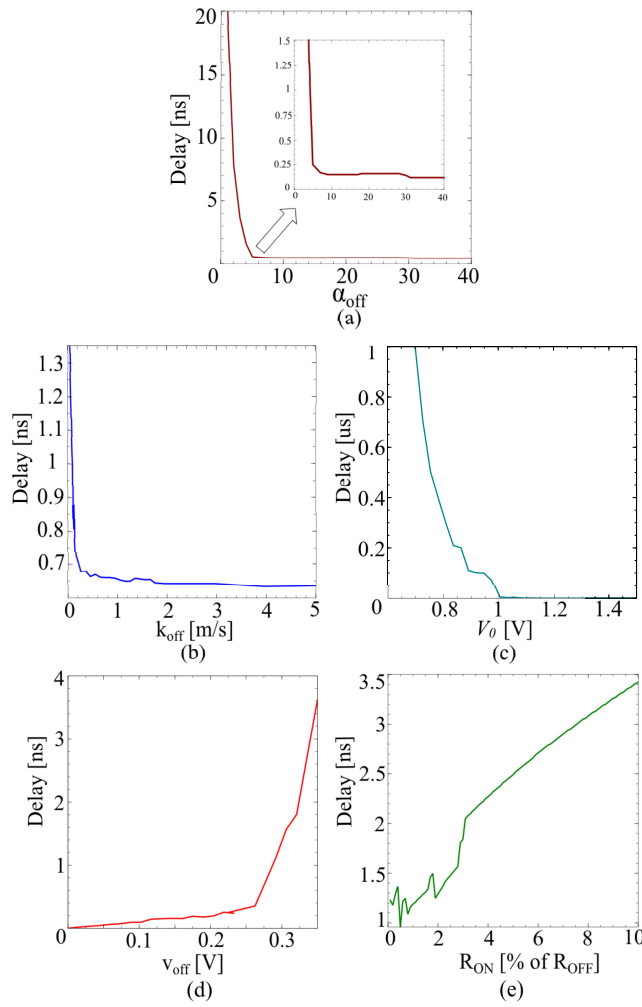 20
15
10
5
Delay [ns]
1.5
1.25
1
0.75
0.5
0.25
0
0 10 20 30 40
0 10 20 30 40
α_off
(a)
1.3
1.2
1.1
1
0.9
0.8
0.7
Delay [ns]
0 1 2 3 4 5
k_off [m/s]
(b)
1
0.8
0.6
0.4
0.2
0
Delay [us]
0.6 0.8 1 1.2 1.4
V_0 [V]
(c)
4
3
2
1
0
Delay [ns]
0.1 0.2 0.3
v_off [V]
(d)
3.5
3
2.5
2
1.5
1
Delay [ns]
0 2 4 6 8 10
R_ON [% of R_OFF]
(e)